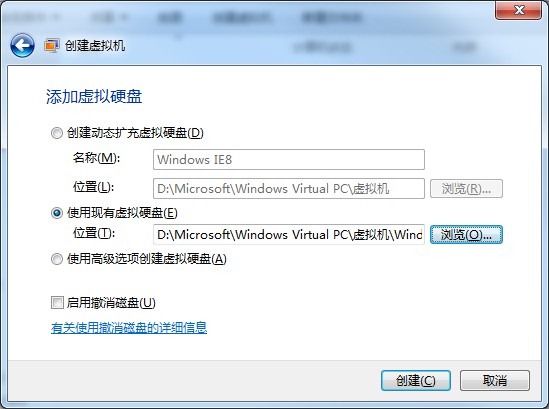 创建虚拟机
添加虚拟硬盘
创建动态扩充虚拟硬盘(D)
名称(M): Windows IE8
位置(L): D:\Microsoft\Windows Virtual PC\虚拟机 浏览(R)...
使用现有虚拟硬盘(E)
位置(T): D:\Microsoft\Windows Virtual PC\虚拟机\Wind 浏览(O)...
使用高级选项创建虚拟硬盘(A)
启用撤消磁盘(U)
有关使用撤消磁盘的详细信息
创建(C) 取消